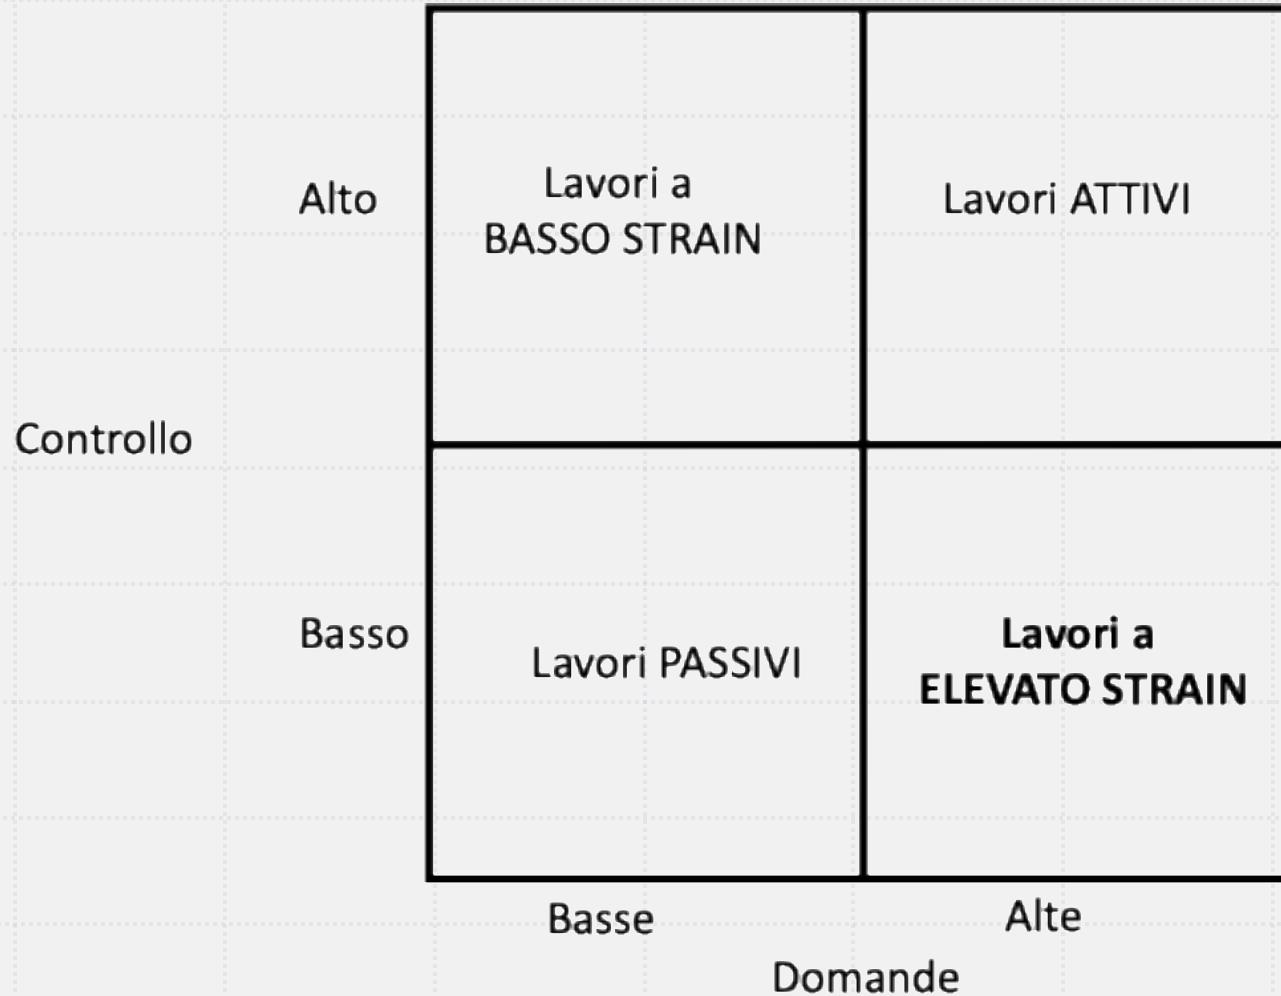 Alto
Lavori a
BASSO STRAIN
Lavori ATTIVI
Controllo
Basso
Lavori PASSIVI
Lavori a
ELEVATO STRAIN
Basse
Alte
Domande